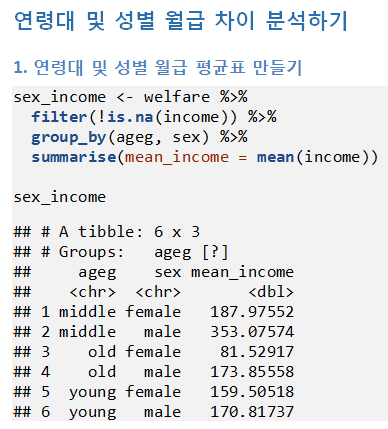 연령대 및 성별 월급 차이 분석하기
1. 연령대 및 성별 월급 평균표 만들기
sex_income <- welfare %>%
  filter(!is.na(income)) %>%
  group_by(ageg, sex) %>%
  summarise(mean_income = mean(income))
sex_income
## # A tibble: 6 x 3
## # Groups:   ageg [?]
##     ageg    sex mean_income
##    <chr>  <chr>       <dbl>
## 1 middle female   187.97552
## 2 middle   male   353.07574
## 3    old female    81.52917
## 4    old   male   173.85558
## 5  young female   159.50518
## 6  young   male   170.81737